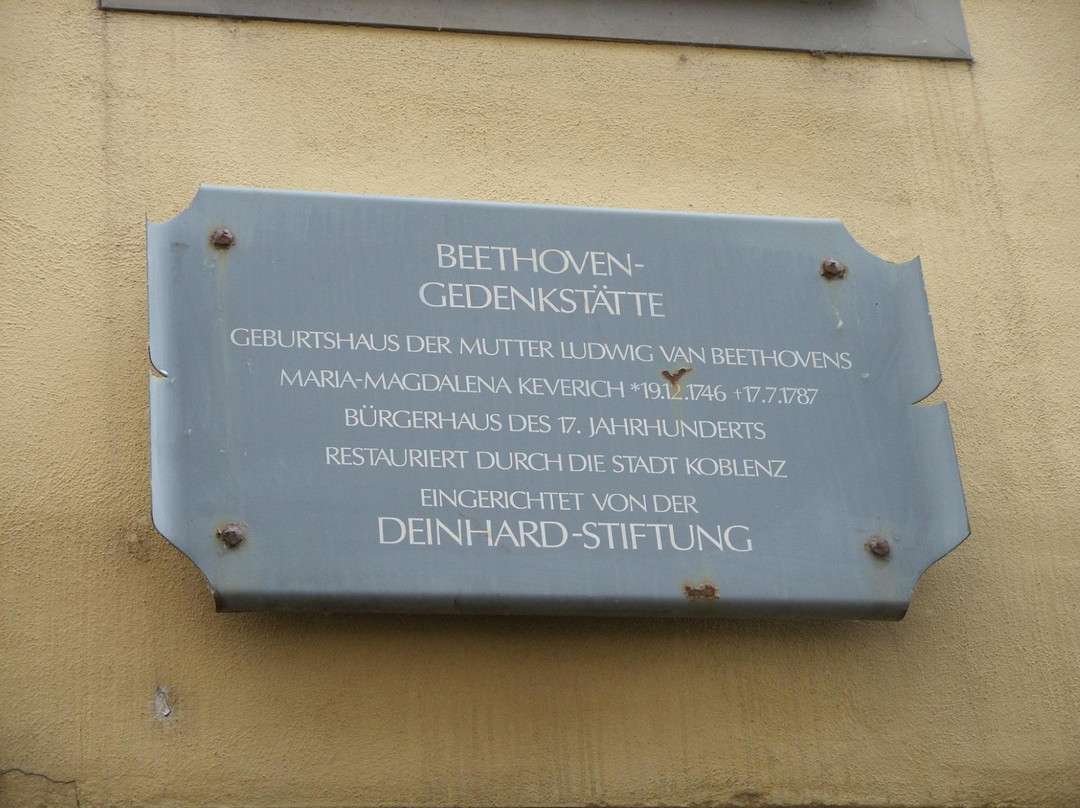 BEETHOVEN-
GEDENKSTÄTTE
GEBURTSHAUS DER MUTTER LUDWIG VAN BEETHOVENS
MARIA-MAGDALENA KEVERICH *19.12.1746 †17.7.1787
BÜRGERHAUS DES 17. JAHRHUNDERTS
RESTAURIERT DURCH DIE STADT KOBLENZ
EINGERICHTET VON DER
DEINHARD-STIFTUNG